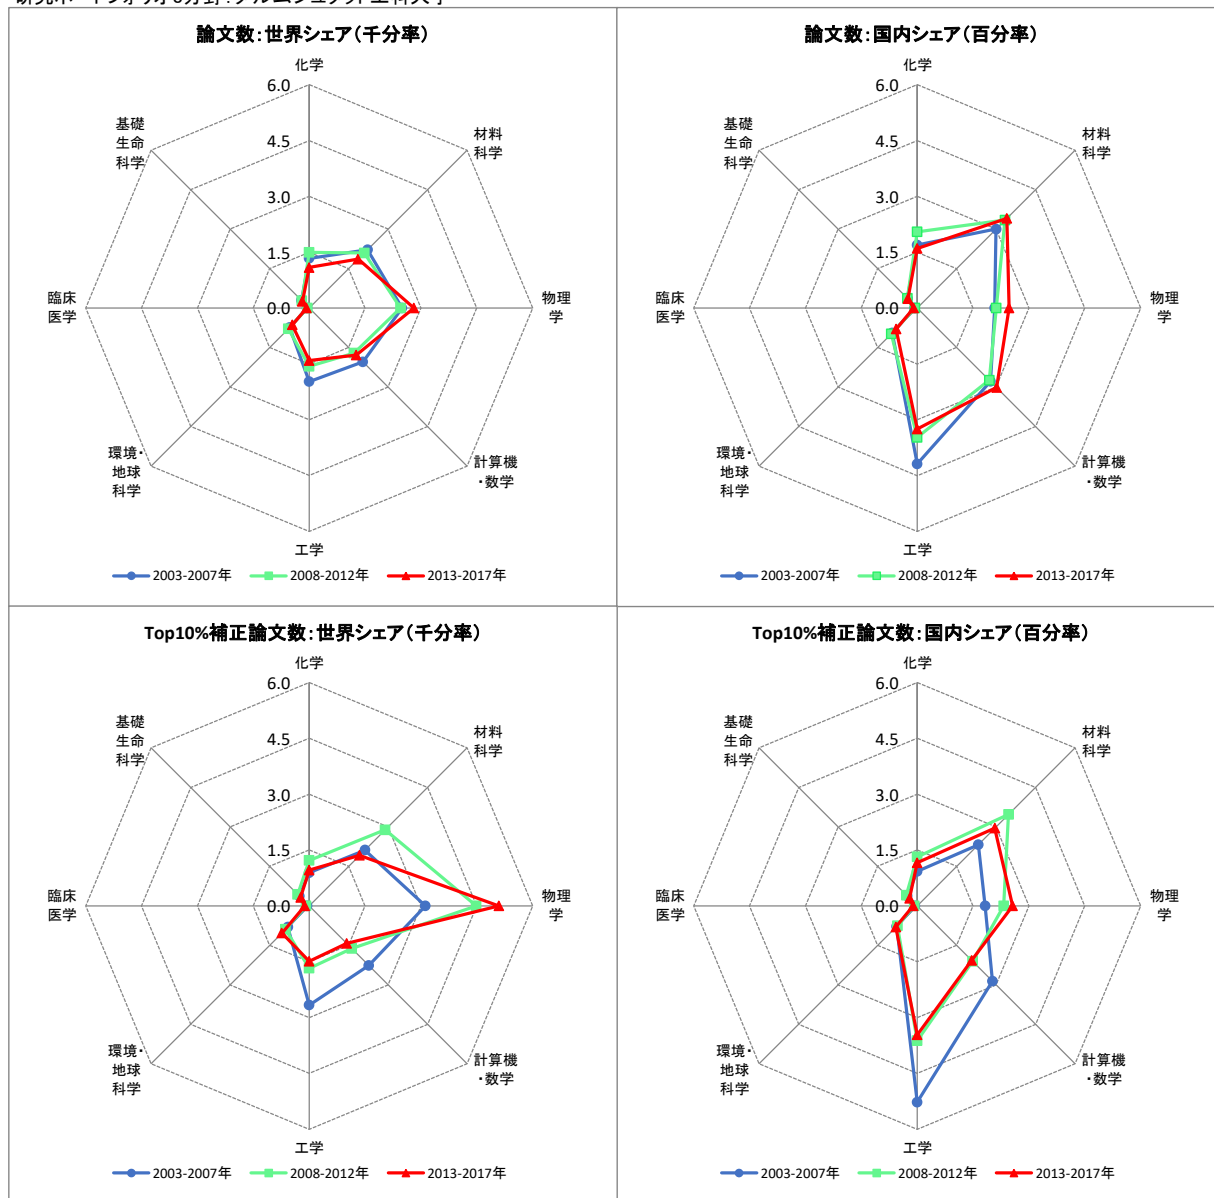 論文数：世界シェア（千分率）
化学
6.0
4.5
3.0
1.5
0.0
基礎
生命
科学
材料
科学
臨床
医学
物理
学
環境・
地球
科学
計算機
・数学
工学
2003-2007年 2008-2012年 2013-2017年
論文数：国内シェア（百分率）
化学
6.0
4.5
3.0
1.5
0.0
基礎
生命
科学
材料
科学
臨床
医学
物理
学
環境・
地球
科学
計算機
・数学
工学
2003-2007年 2008-2012年 2013-2017年
Top10%補正論文数：世界シェア（千分率）
化学
6.0
4.5
3.0
1.5
0.0
基礎
生命
科学
材料
科学
臨床
医学
物理
学
環境・
地球
科学
計算機
・数学
工学
2003-2007年 2008-2012年 2013-2017年
Top10%補正論文数：国内シェア（百分率）
化学
6.0
4.5
3.0
1.5
0.0
基礎
生命
科学
材料
科学
臨床
医学
物理
学
環境・
地球
科学
計算機
・数学
工学
2003-2007年 2008-2012年 2013-2017年